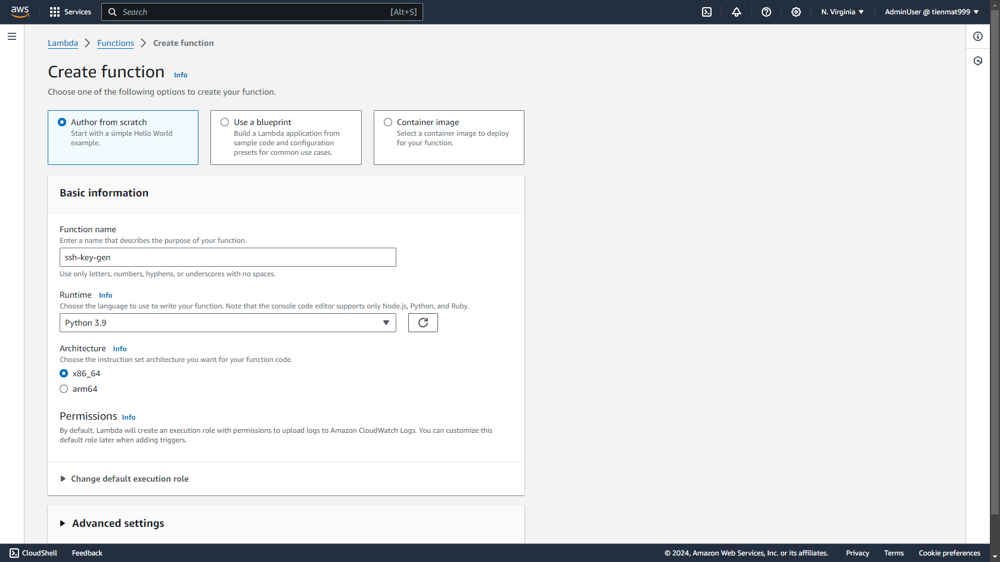 aws
Services
Search
[Alt+S]
N. Virginia
AdminUser @ tienmat999
Lambda
Functions
Create function
Create function Info
Choose one of the following options to create your function.
Author from scratch
Start with a simple Hello World
example.
Use a blueprint
Build a Lambda application from
sample code and configuration
presets for common use cases.
Container image
Select a container image to deploy
for your function.
Basic information
Function name
Enter a name that describes the purpose of your function.
ssh-key-gen
Use only letters, numbers, hyphens, or underscores with no spaces.
Runtime Info
Choose the language to use to write your function. Note that the console code editor supports only Node.js, Python, and Ruby.
Python 3.9
Architecture Info
Choose the instruction set architecture you want for your function code.
x86_64
arm64
Permissions Info
By default, Lambda will create an execution role with permissions to upload logs to Amazon CloudWatch Logs. You can customize this
default role later when adding triggers.
Change default execution role
Advanced settings
CloudShell
Feedback
© 2024, Amazon Web Services, Inc. or its affiliates.
Privacy
Terms
Cookie preferences